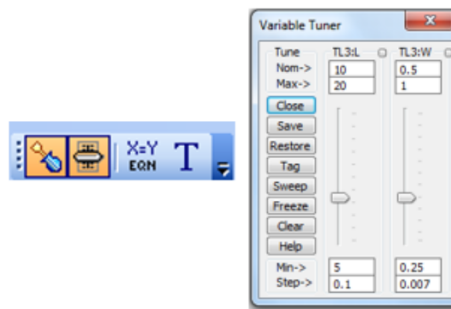 X=Y
EQN
T
Variable Tuner
Tune TL3:L TL3:W
Nom-> 10 0.5
Max-> 20 1
Close
Save
Restore
Tag
Sweep
Freeze
Clear
Help
Min-> 5 0.25
Step-> 0.1 0.007